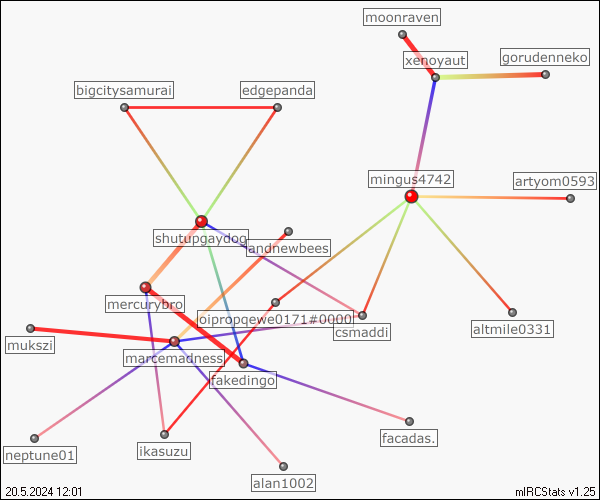 moonraven
xenoyaut
gorudenneko
bigcitysamurai
edgepanda
mingus4742
artyom0593
shutupgaydog
andnewbees
mercurybro
oipropqewe0171#0000
csmaddi
altmile0331
mukszi
marcemadness
fakedingo
facadas.
neptune01
ikasuzu
alan1002
20.5.2024 12:01
mIRCStats v1.25